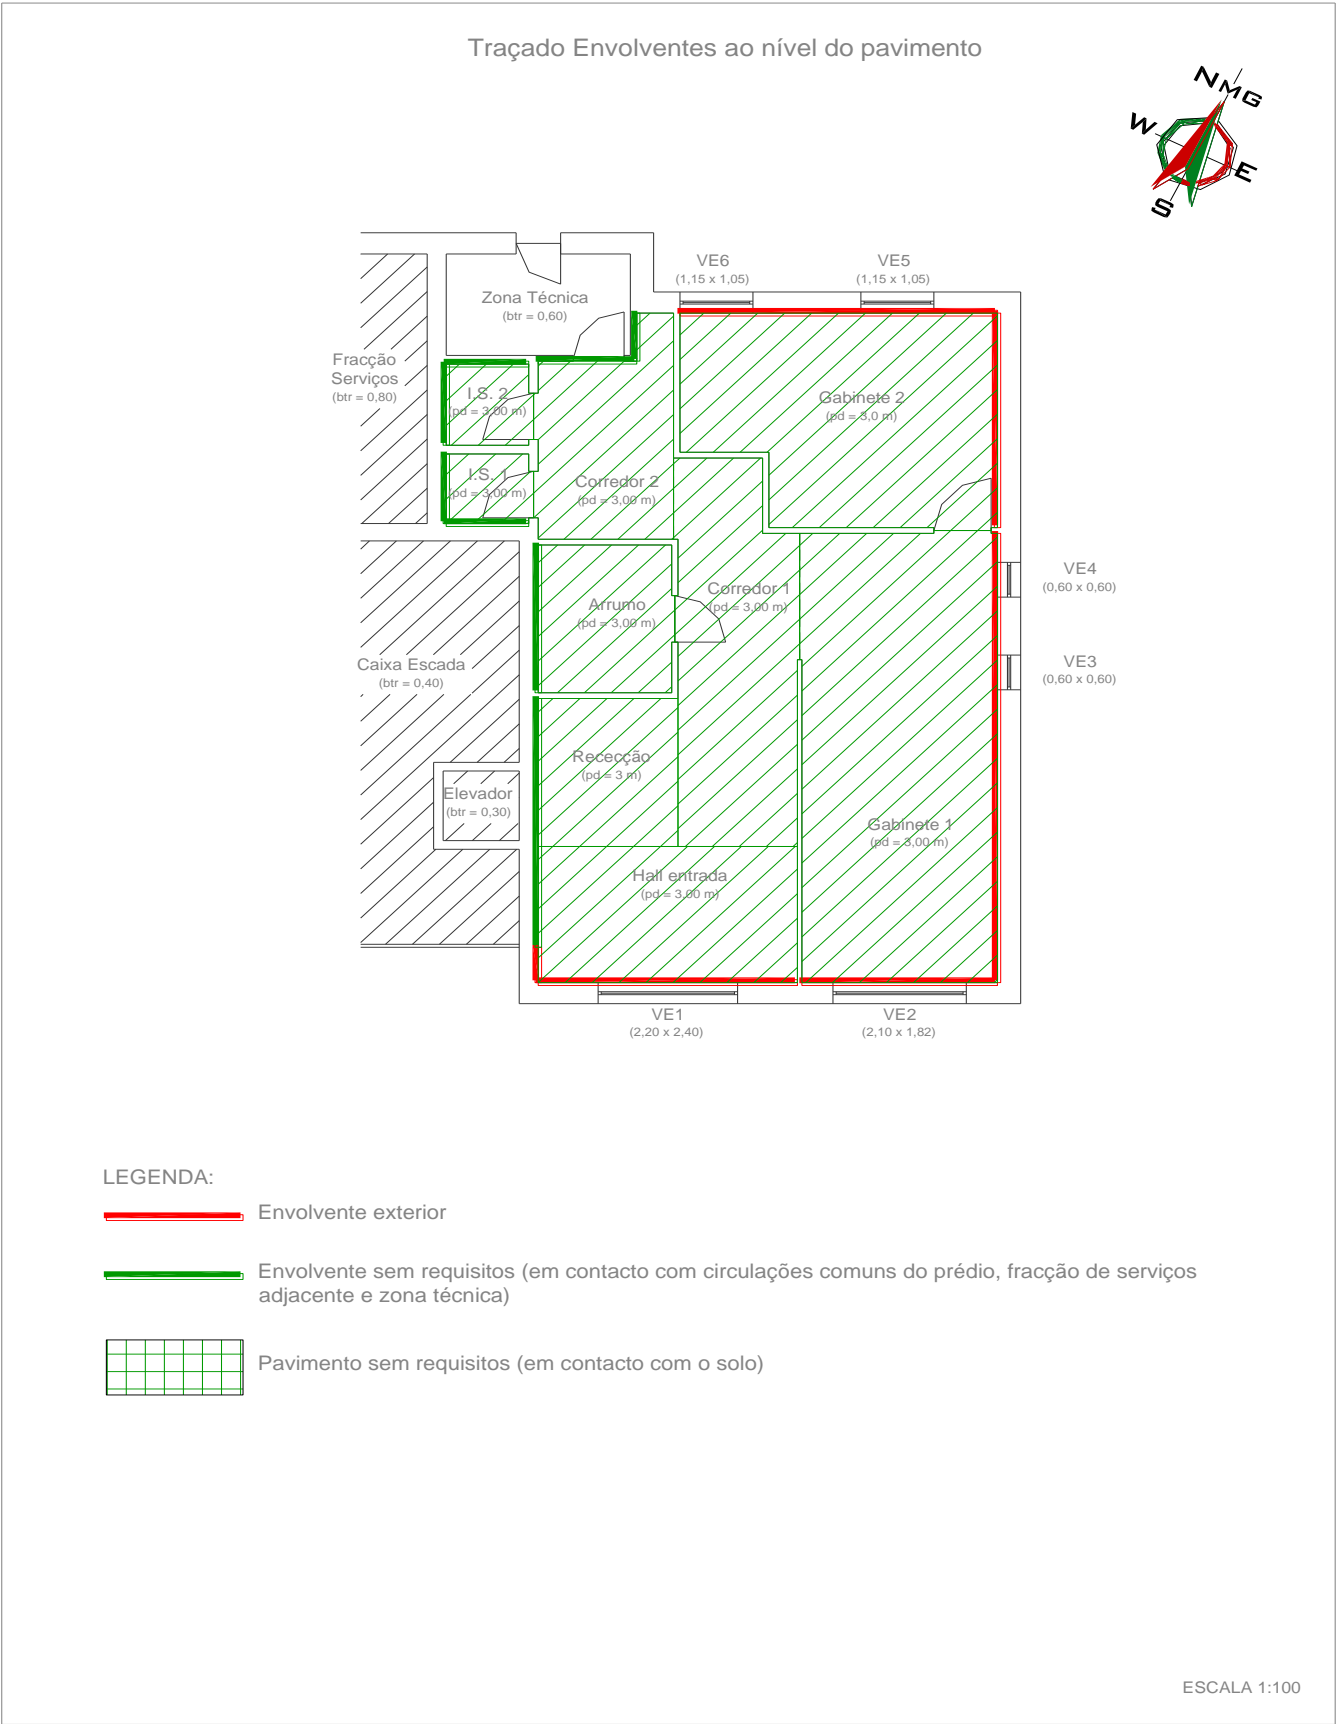 Traçado Envolventes ao nível do pavimento
NMG
W
E
S
VE6
(1,15 x 1,05)
VE5
(1,15 x 1,05)
Zona Técnica
(btr = 0,60)
Fracção
Serviços
(btr = 0,80)
I.S. 2
(pd = 3,00 m)
Gabinete 2
(pd = 3,0 m)
I.S. 1
(pd = 3,00 m)
Corredor 2
(pd = 3,00 m)
VE4
(0,60 x 0,60)
Corredor 1
(pd = 3,00 m)
Arrumo
(pd = 3,00 m)
Caixa Escada
(btr = 0,40)
VE3
(0,60 x 0,60)
Recepção
(pd = 3 m)
Elevador
(btr = 0,30)
Gabinete 1
(pd = 3,00 m)
Hall entrada
(pd = 3,00 m)
VE1
(2,20 x 2,40)
VE2
(2,10 x 1,82)
LEGENDA:
Envolvente exterior
Envolvente sem requisitos (em contacto com circulações comuns do prédio, fracção de serviços
adjacente e zona técnica)
Pavimento sem requisitos (em contacto com o solo)
ESCALA 1:100